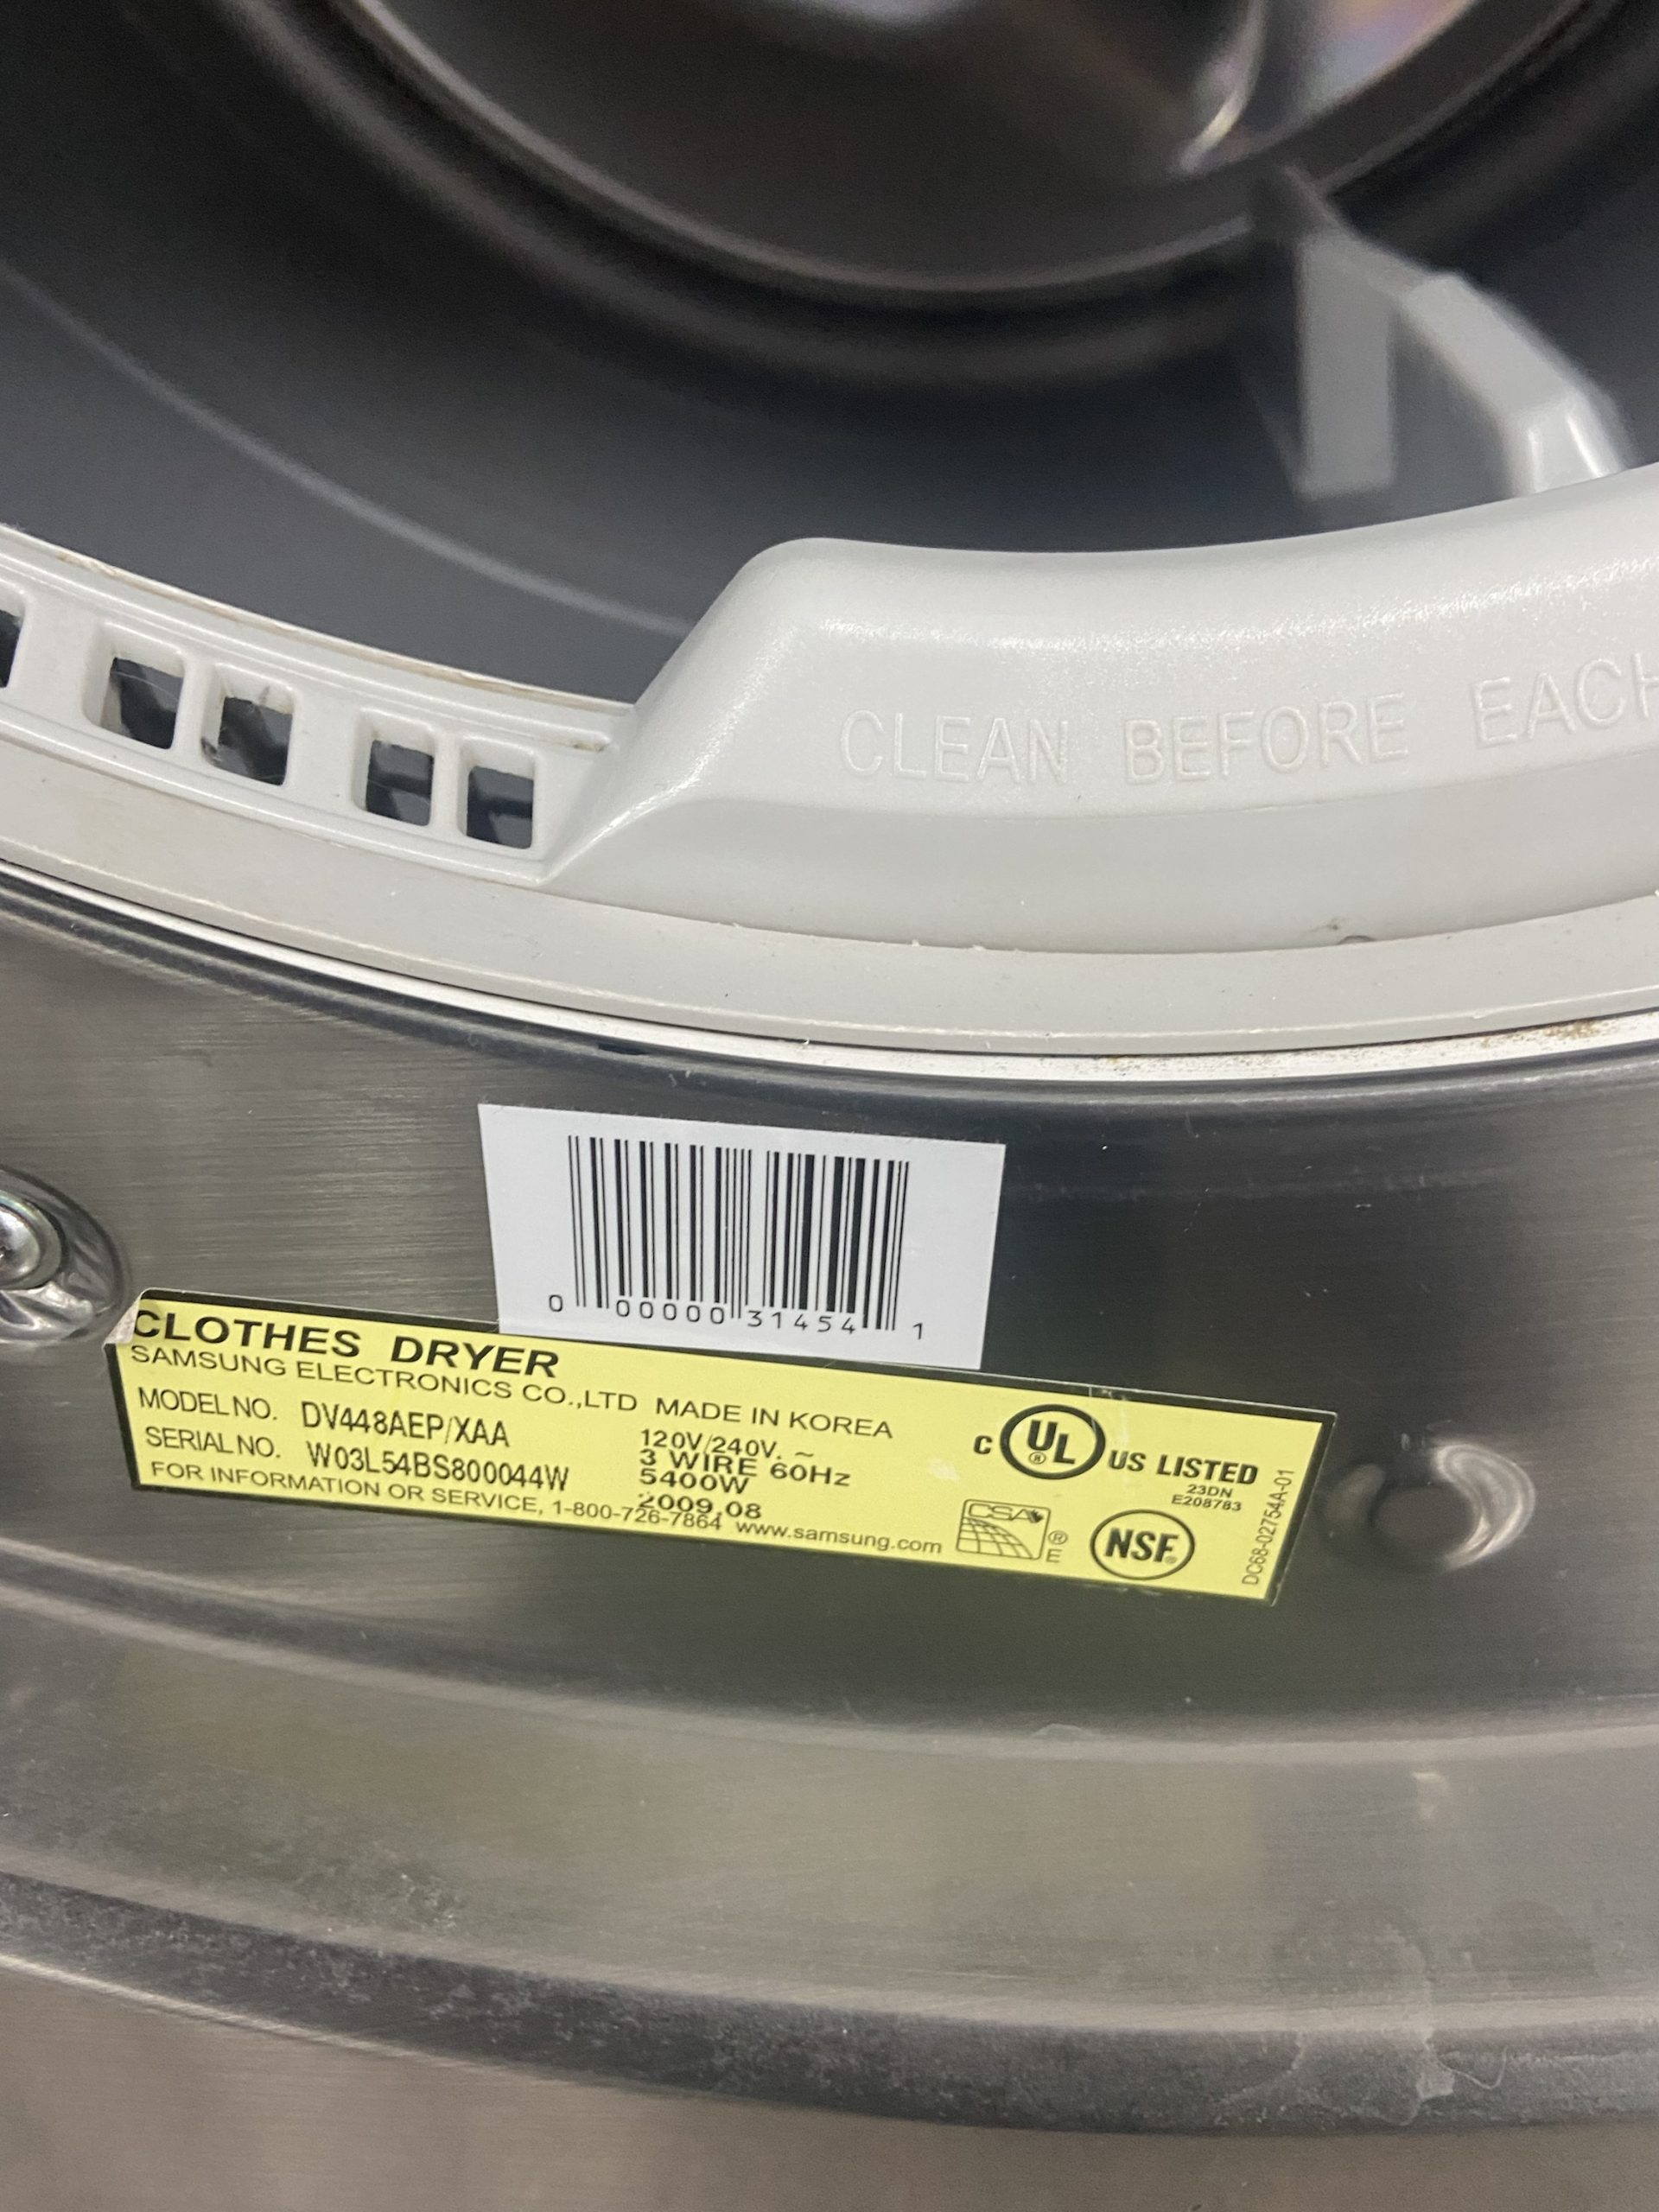 CLEAN BEFORE EACH
0 00000 31454 1
CLOTHES DRYER
SAMSUNG ELECTRONICS CO.,LTD MADE IN KOREA
MODEL NO. DV448AEP/XAA
SERIAL NO. W03L54BS800044W
120V/240V. ~
3 WIRE 60Hz
5400W
2009.08
FOR INFORMATION OR SERVICE, 1-800-726-7864 www.samsung.com
C UL ® US LISTED
23DN
E208783
CSA ®
E
NSF®
DC68-02754A-01